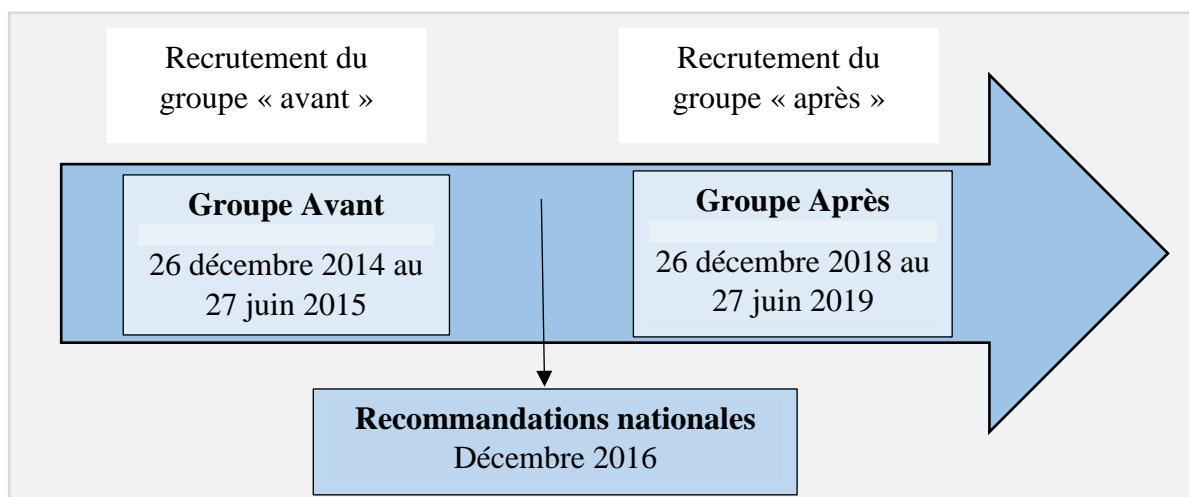 Recrutement du
groupe « avant »
Recrutement du
groupe « après »
Groupe Avant
26 décembre 2014 au
27 juin 2015
Groupe Après
26 décembre 2018 au
27 juin 2019
Recommandations nationales
Décembre 2016